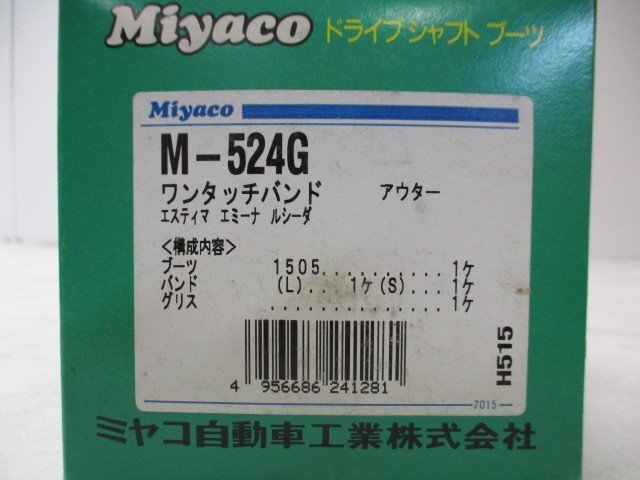 Miyaco ドライブシャフト ブーツ
Miyaco
M-524G
ワンタッチバンド アウター
エスティマ エミーナ ルシーダ
<構成内容>
ブーツ 1505........... 1ケ
バンド (L)... 1ケ(S)... 1ケ
グリス ............... 1ケ
4 956686 241281
H515
7015
ミヤコ自動車工業株式会社